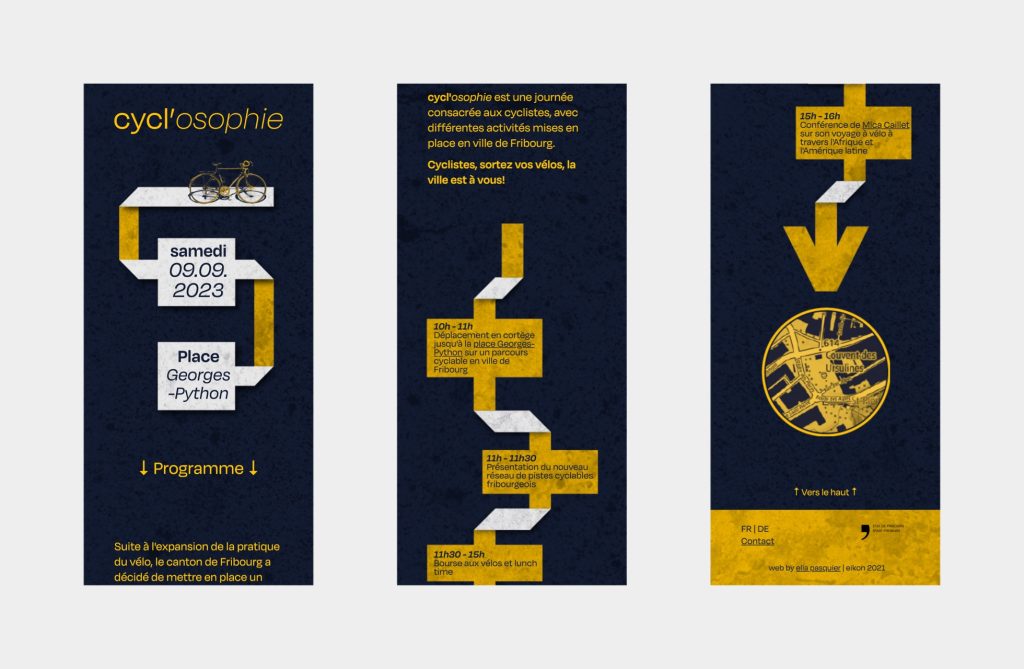 cycl'osophie
samedi
09.09.
2023
Place
Georges
-Python
↓ Programme ↓
Suite à l'expansion de la pratique
du vélo, le canton de Fribourg a
décidé de mettre en place un
cycl'osophie est une journée
consacrée aux cyclistes, avec
différentes activités mises en
place en ville de Fribourg.
Cyclistes, sortez vos vélos, la
ville est à vous!
10h - 11h
Déplacement en cortège
jusqu'à la place Georges-
Python sur un parcours
cyclable en ville de
Fribourg
11h - 11h30
Présentation du nouveau
réseau de pistes cyclables
fribourgeois
11h30 - 15h
Bourse aux vélos et lunch
time
15h - 16h
Conférence de Mica Caillet
sur son voyage à vélo à
travers l'Afrique et
l'Amérique latine
614
Couvent des
Ursulines
↑ Vers le haut ↑
FR | DE
Contact
web by elia pasquier | eikon 2021